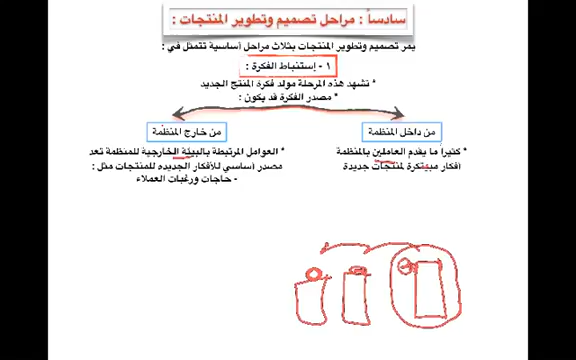 سادساً : مراحل تصميم وتطوير المنتجات :
يمر تصميم وتطوير المنتجات بثلاث مراحل أساسية تتمثل في :
١ - إستنباط الفكرة :
* تشهد هذه المرحلة مولد فكرة المنتج الجديد
* مصدر الفكرة قد يكون :
من داخل المنظمة
* كثيراً ما يقدم العاملين بالمنظمة
أفكار مبتكرة لمنتجات جديدة
من خارج المنظمة
* العوامل المرتبطة بالبيئة الخارجية للمنظمة تعد
مصدر أساسي للأفكار الجديده للمنتجات مثل :
- حاجات ورغبات العملاء